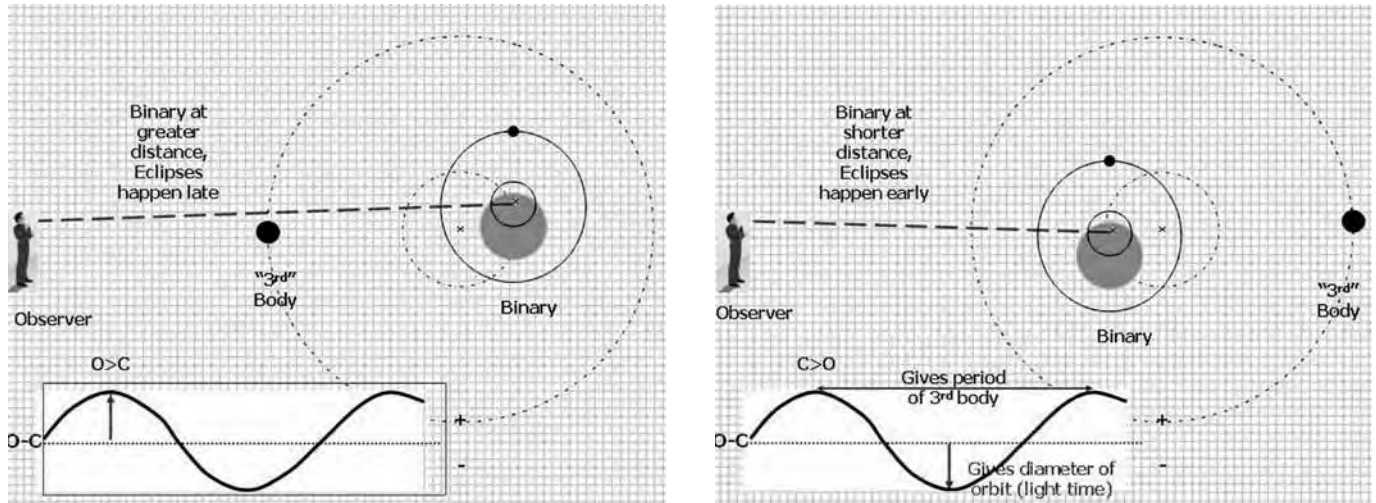 Binary at
greater
distance,
Eclipses
happen late
"3rd"
Body
Binary
Observer
O>C
O-C
+
-
Binary at
shorter
distance,
Eclipses
happen early
"3rd"
Body
Observer
Binary
C>O
Gives period
of 3rd body
O-C
+
-
Gives diameter of
orbit (light time)